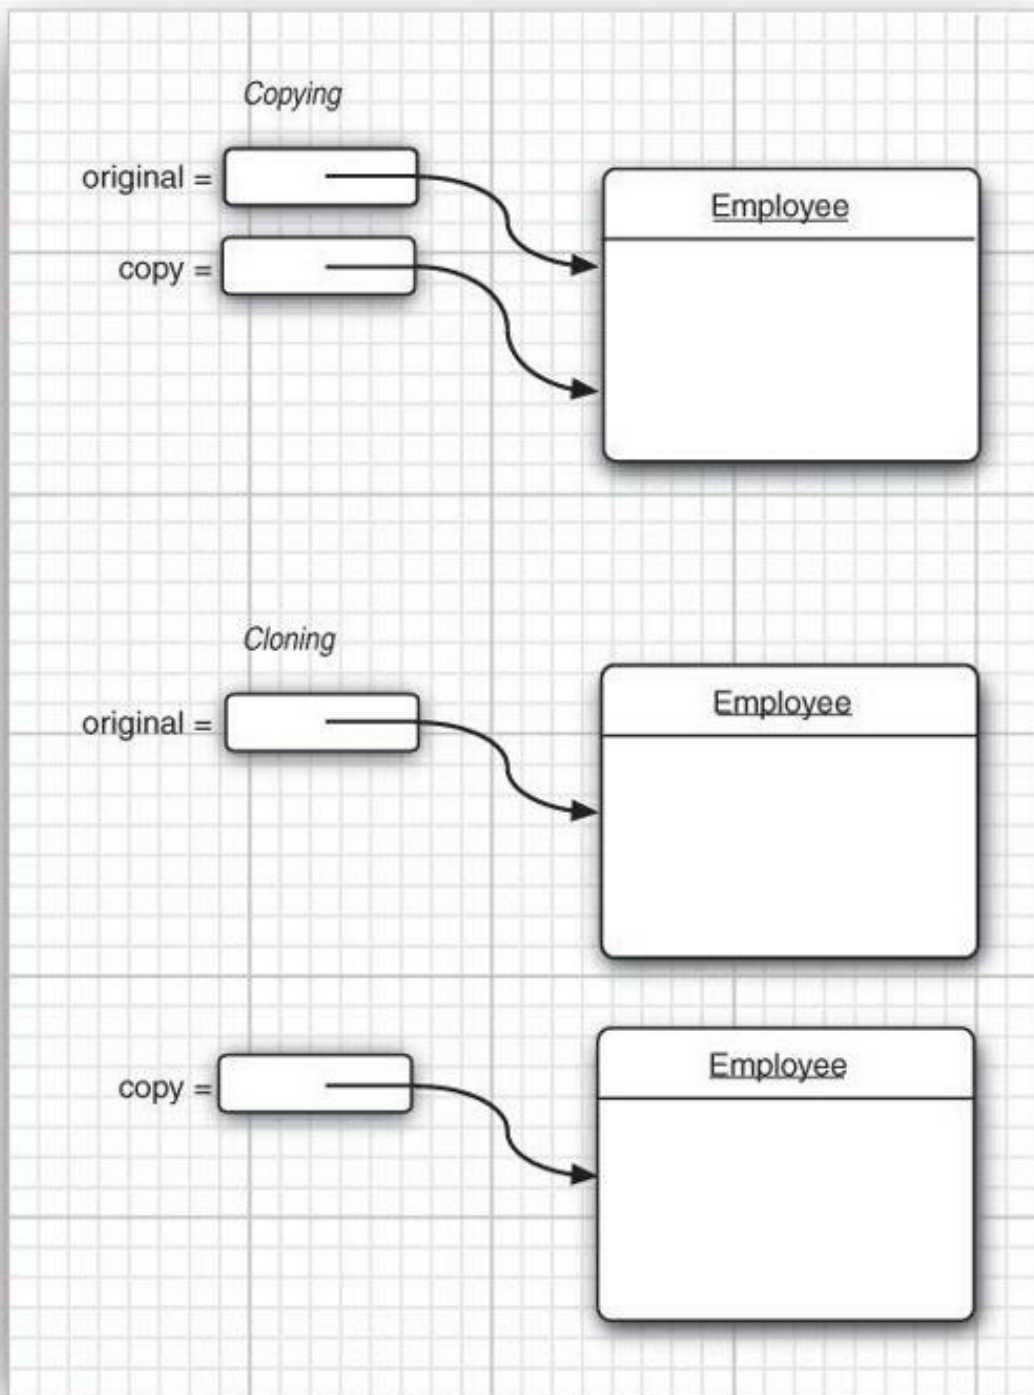 Copying
original =
Employee
copy =
Cloning
original =
Employee
copy =
Employee